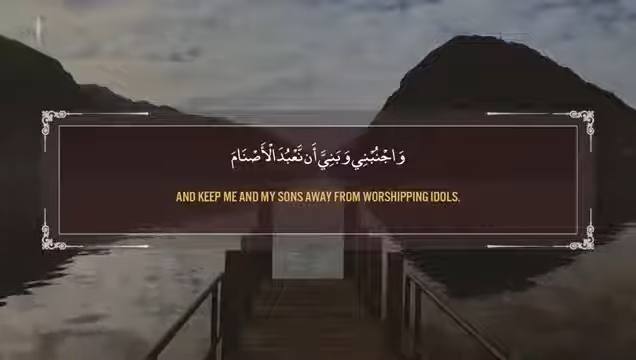 وَاجْنُبْنِي وَبَنِيَّ أَن نَّعْبُدَ الْأَصْنَامَ
AND KEEP ME AND MY SONS AWAY FROM WORSHIPPING IDOLS.